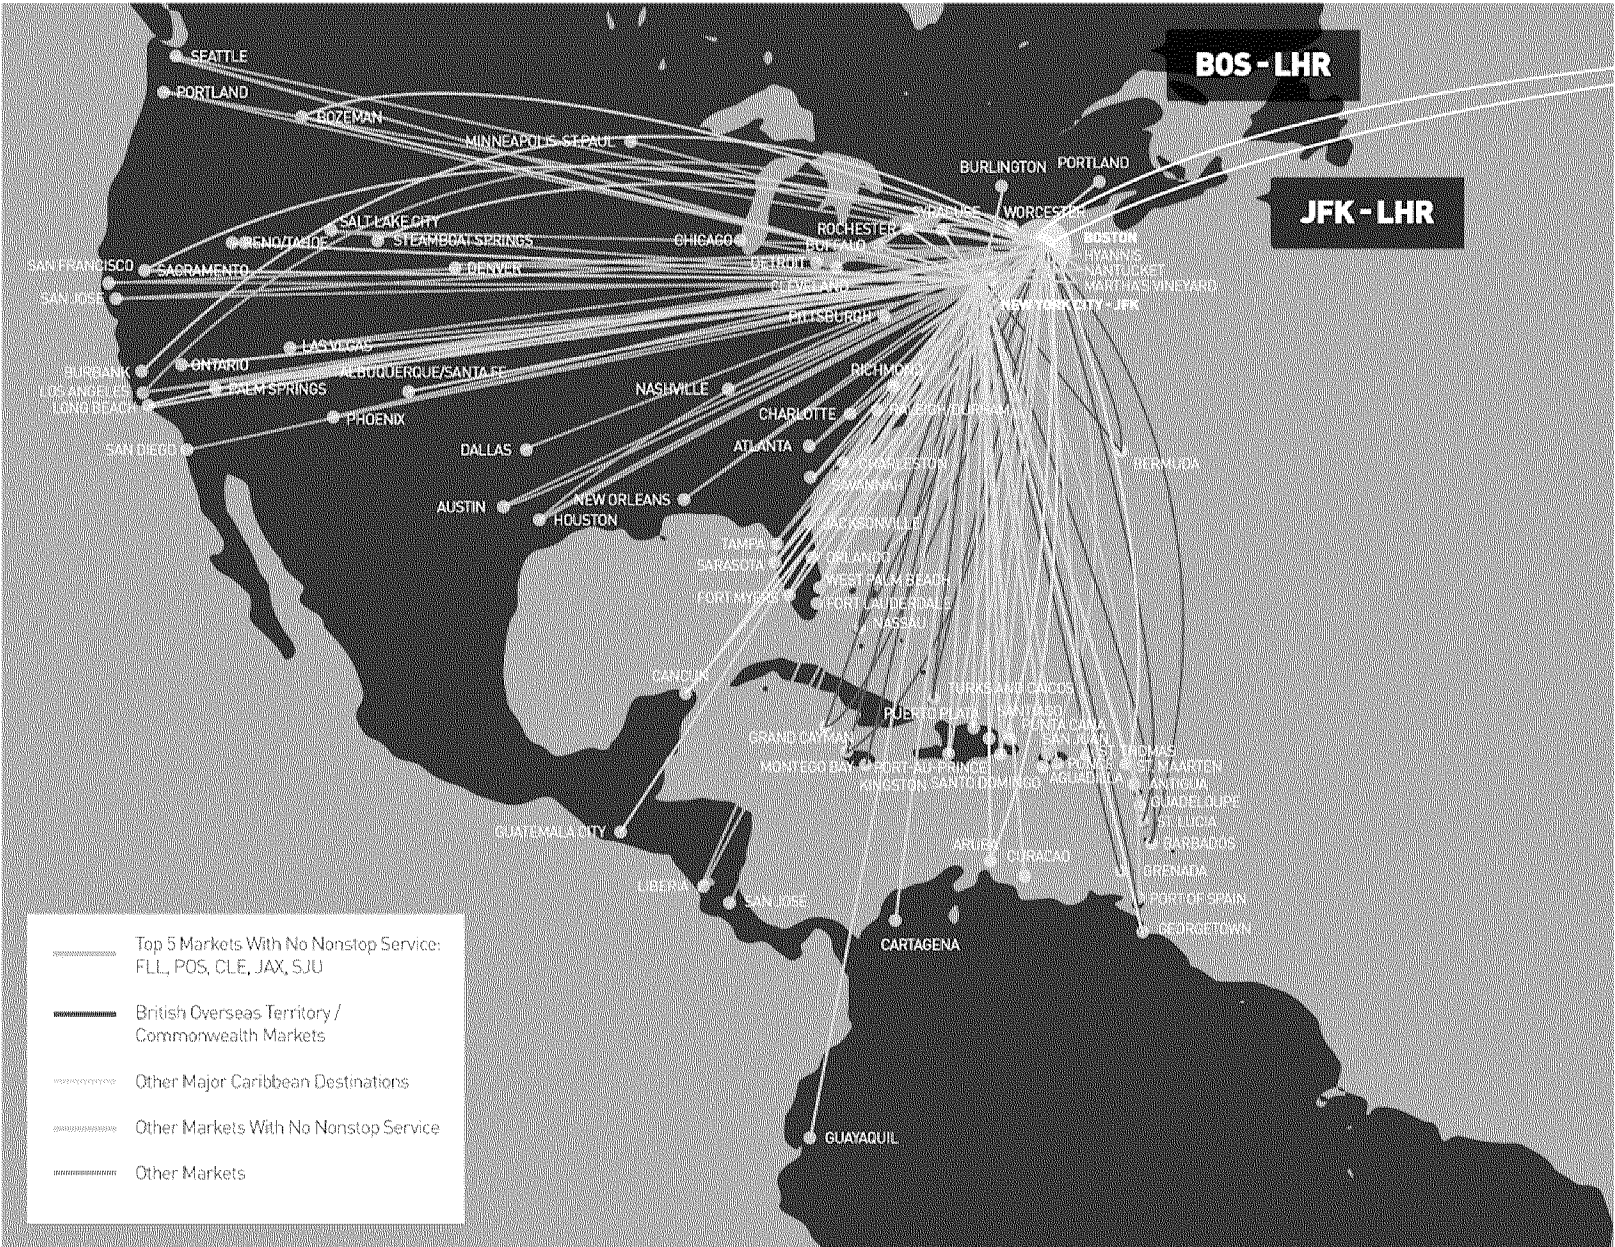 BOS - LHR
JFK - LHR
SEATTLE
PORTLAND
BOZEMAN
MINNEAPOLIS-ST.PAUL
BURLINGTON
PORTLAND
SYRACUSE
WORCESTER
SALT LAKE CITY
ROCHESTER
RENO/TAHOE
STEAMBOAT SPRINGS
CHICAGO
BUFFALO
BOSTON
HYANNIS
NANTUCKET
MARTHA'S VINEYARD
SAN FRANCISCO
SACRAMENTO
DENVER
DETROIT
CLEVELAND
SAN JOSE
NEW YORK CITY - JFK
PITTSBURGH
LAS VEGAS
BURBANK
ONTARIO
ALBUQUERQUE/SANTA FE
RICHMOND
LOS ANGELES
PALM SPRINGS
NASHVILLE
LONG BEACH
PHOENIX
CHARLOTTE
RALEIGH/DURHAM
SAN DIEGO
DALLAS
ATLANTA
CHARLESTON
BERMUDA
SAVANNAH
AUSTIN
NEW ORLEANS
HOUSTON
JACKSONVILLE
TAMPA
ORLANDO
SARASOTA
WEST PALM BEACH
FORT MYERS
FORT LAUDERDALE
NASSAU
CANCUN
TURKS AND CAICOS
PUERTO PLATA
SANTIAGO
PUNTA CANA
GRAND CAYMAN
SAN JUAN
ST THOMAS
MONTEGO BAY
PORT-AU-PRINCE
PONCE
ST MAARTEN
KINGSTON
SANTO DOMINGO
AGUADILLA
ANTIGUA
GUADELOUPE
ST LUCIA
GUATEMALA CITY
ARUBA
CURACAO
BARBADOS
GRENADA
LIBERIA
SAN JOSE
PORT OF SPAIN
GEORGETOWN
CARTAGENA
GUAYAQUIL
Top 5 Markets With No Nonstop Service:
FLL, POS, CLE, JAX, SJU
British Overseas Territory /
Commonwealth Markets
Other Major Caribbean Destinations
Other Markets With No Nonstop Service
Other Markets